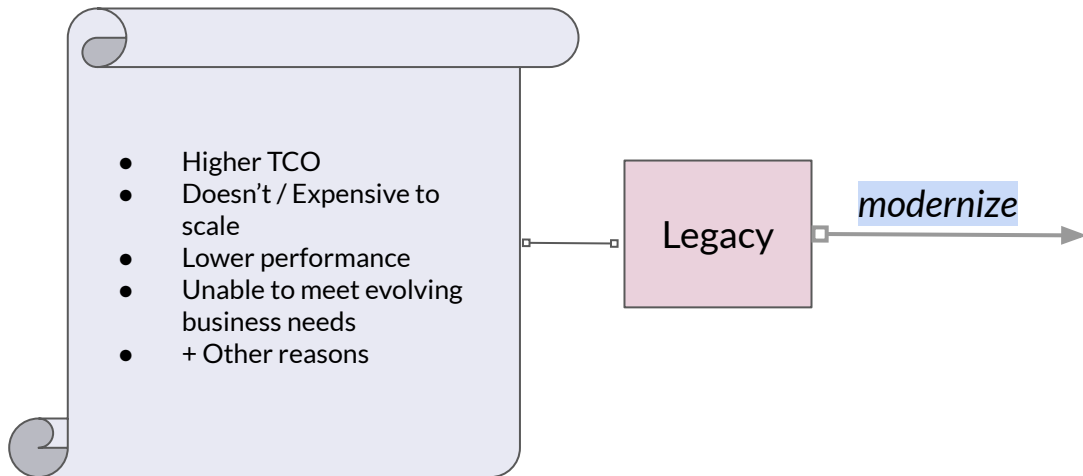 ● Higher TCO
● Doesn’t / Expensive to
scale
● Lower performance
● Unable to meet evolving
business needs
● + Other reasons
Legacy
modernize